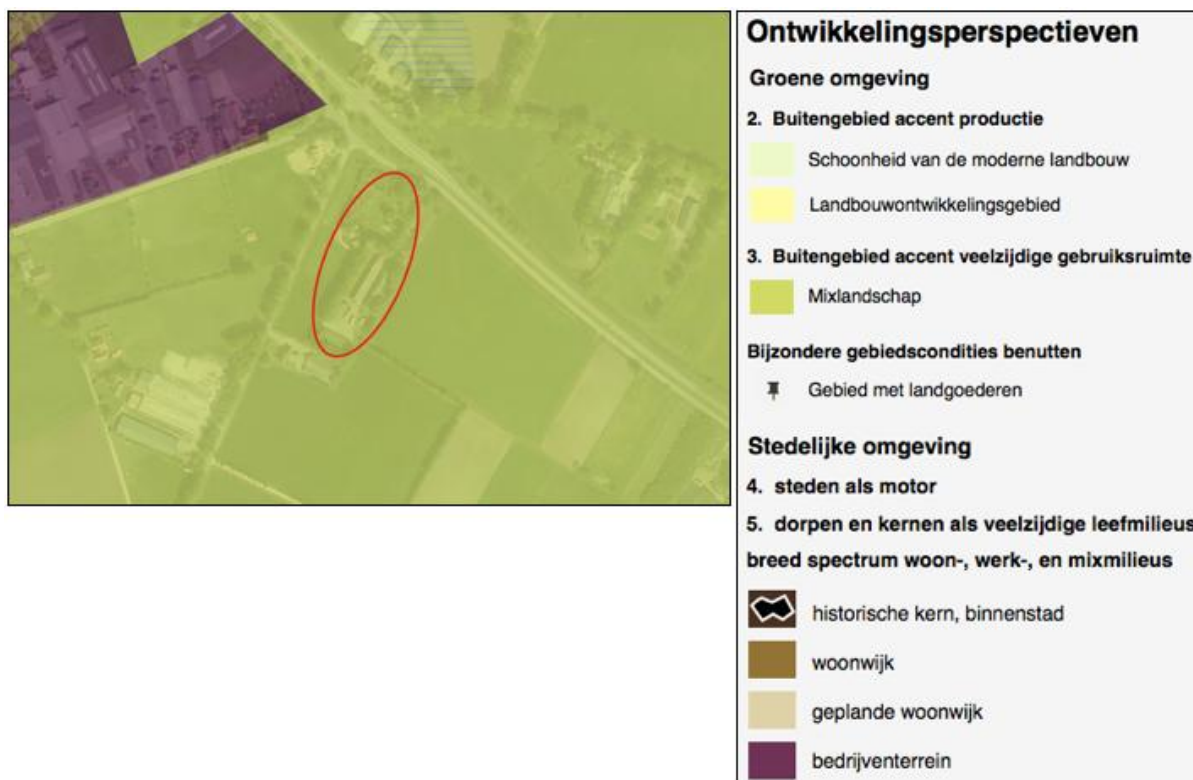 Ontwikkelingsperspectieven
Groene omgeving
2. Buitengebied accent productie
Schoonheid van de moderne landbouw
Landbouwontwikkelingsgebied
3. Buitengebied accent veelzijdige gebruiksruimte
Mixlandschap
Bijzondere gebiedscondities benutten
Gebied met landgoederen
Stedelijke omgeving
4. steden als motor
5. dorpen en kernen als veelzijdige leefmilieus
breed spectrum woon-, werk-, en mixmilieus
historische kern, binnenstad
woonwijk
geplande woonwijk
bedrijventerrein